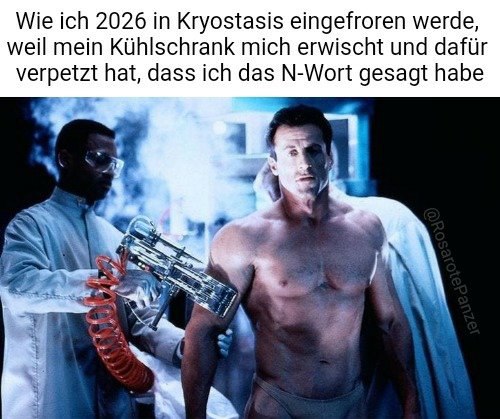 Wie ich 2026 in Kryostasis eingefroren werde,
weil mein Kühlschrank mich erwischt und dafür
verpetzt hat, dass ich das N-Wort gesagt habe
@RosarotePanzer